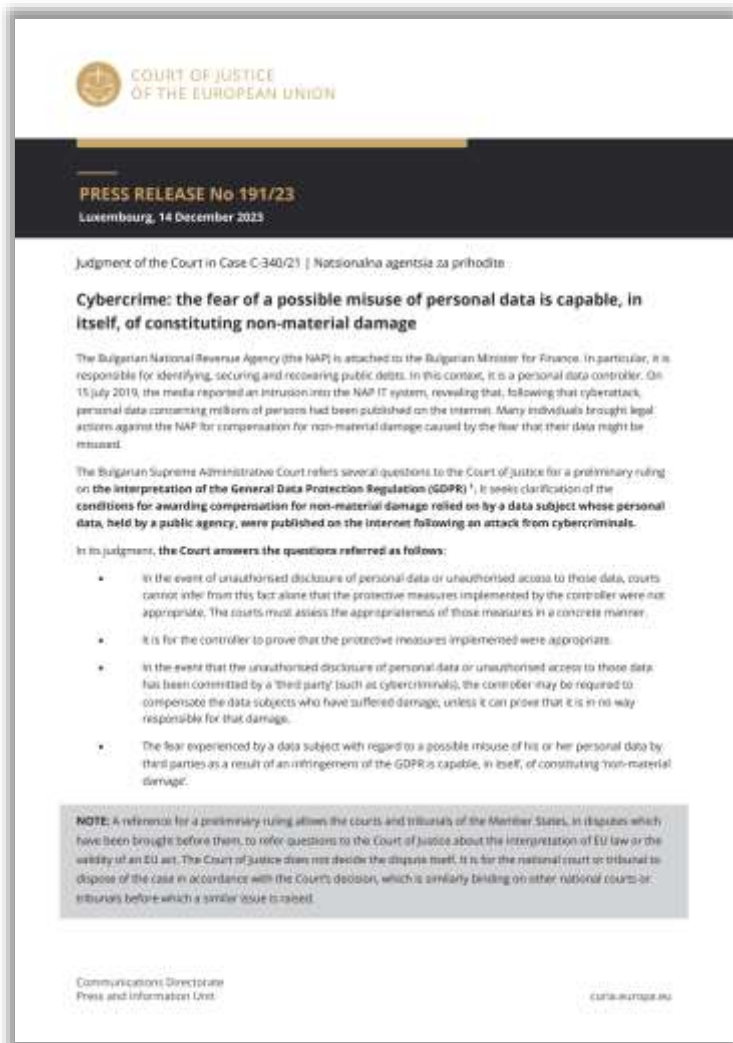 COURT OF JUSTICE
OF THE EUROPEAN UNION
PRESS RELEASE No 191/23
Luxembourg, 14 December 2023
Judgment of the Court in Case C-340/21 | Natsionalna agentsia za prihodite
Cybercrime: the fear of a possible misuse of personal data is capable, in
itself, of constituting non-material damage
The Bulgarian National Revenue Agency (the NAP) is attached to the Bulgarian Minister for Finance. In particular, it is
responsible for identifying, securing and recovering public debts. In this context, it is a personal data controller. On
15 July 2019, the media reported an intrusion into the NAP IT system, revealing that, following that cyberattack,
personal data concerning millions of persons had been published on the internet. Many individuals brought legal
actions against the NAP for compensation for non-material damage caused by the fear that their data might be
misused.
The Bulgarian Supreme Administrative Court refers several questions to the Court of Justice for a preliminary ruling
on the interpretation of the General Data Protection Regulation (GDPR) ¹. It seeks clarification of the
conditions for awarding compensation for non-material damage relied on by a data subject whose personal
data, held by a public agency, were published on the internet following an attack from cybercriminals.
In its judgment, the Court answers the questions referred as follows:
• In the event of unauthorised disclosure of personal data or unauthorised access to those data, courts
cannot infer from this fact alone that the protective measures implemented by the controller were not
appropriate. The courts must assess the appropriateness of those measures in a concrete manner.
• It is for the controller to prove that the protective measures implemented were appropriate.
• In the event that the unauthorised disclosure of personal data or unauthorised access to those data
has been committed by a 'third party' (such as cybercriminals), the controller may be required to
compensate the data subjects who have suffered damage, unless it can prove that it is in no way
responsible for that damage.
• The fear experienced by a data subject with regard to a possible misuse of his or her personal data by
third parties as a result of an infringement of the GDPR is capable, in itself, of constituting 'non-material
damage'.
NOTE: A reference for a preliminary ruling allows the courts and tribunals of the Member States, in disputes which
have been brought before them, to refer questions to the Court of Justice about the interpretation of EU law or the
validity of an EU act. The Court of Justice does not decide the dispute itself. It is for the national court or tribunal to
dispose of the case in accordance with the Court's decision, which is similarly binding on other national courts or
tribunals before which a similar issue is raised.
Communications Directorate
Press and Information Unit
curia.europa.eu